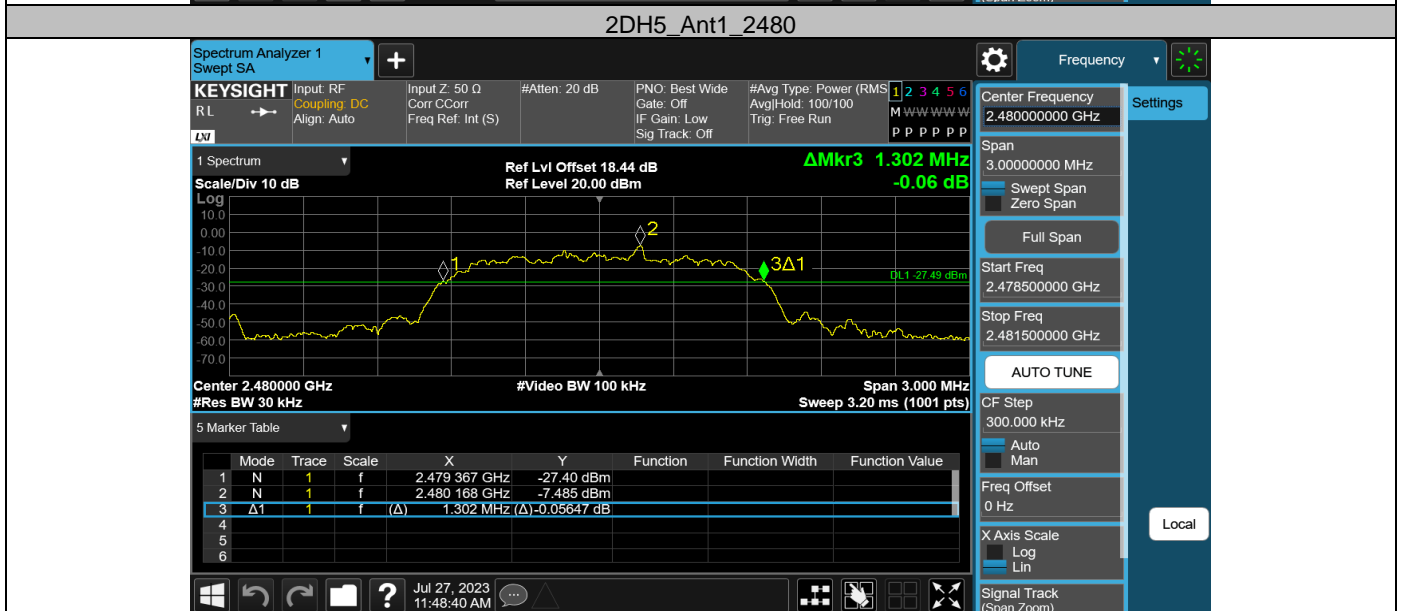 2DH5_Ant1_2480
Spectrum Analyzer 1
Swept SA
+
Frequency
KEYSIGHT
RL
LXI
Input: RF
Coupling: DC
Align: Auto
Input Z: 50 Ω
Corr CCorr
Freq Ref: Int (S)
#Atten: 20 dB
PNO: Best Wide
Gate: Off
IF Gain: Low
Sig Track: Off
#Avg Type: Power (RMS
Avg|Hold: 100/100
Trig: Free Run
1 2 3 4 5 6
M W W W W W
P P P P P P
1 Spectrum
Scale/Div 10 dB
Ref Lvl Offset 18.44 dB
Ref Level 20.00 dBm
ΔMkr3 1.302 MHz
-0.06 dB
Log
10.0
0.00
-10.0
-20.0
-30.0
-40.0
-50.0
-60.0
-70.0
1
2
3Δ1
DL1 -27.49 dBm
Center 2.480000 GHz
#Video BW 100 kHz
Span 3.000 MHz
#Res BW 30 kHz
Sweep 3.20 ms (1001 pts)
5 Marker Table
Mode Trace Scale X Y Function Function Width Function Value
1 N 1 f 2.479 367 GHz -27.40 dBm
2 N 1 f 2.480 168 GHz -7.485 dBm
3 Δ1 1 f (Δ) 1.302 MHz (Δ) -0.05647 dB
4
5
6
?
Jul 27, 2023
11:48:40 AM
Center Frequency
2.480000000 GHz
Span
3.00000000 MHz
Swept Span
Zero Span
Full Span
Start Freq
2.478500000 GHz
Stop Freq
2.481500000 GHz
AUTO TUNE
CF Step
300.000 kHz
Auto
Man
Freq Offset
0 Hz
X Axis Scale
Log
Lin
Signal Track
(Span Zoom)
Settings
Local